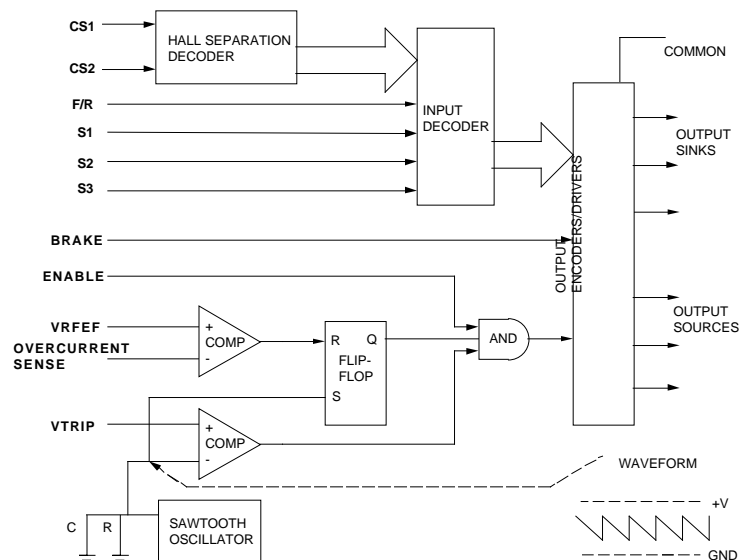 CS1
HALL SEPARATION
DECODER
CS2
COMMON
F/R
INPUT
DECODER
S1
S2
S3
OUTPUT
SINKS
OUTPUT
ENCODERS/DRIVERS
BRAKE
ENABLE
VRFEF
+
COMP
-
OVERCURRENT
SENSE
R
Q
FLIP-
FLOP
S
AND
OUTPUT
SOURCES
VTRIP
+
COMP
-
WAVEFORM
+V
GND
C
R
SAWTOOTH
OSCILLATOR